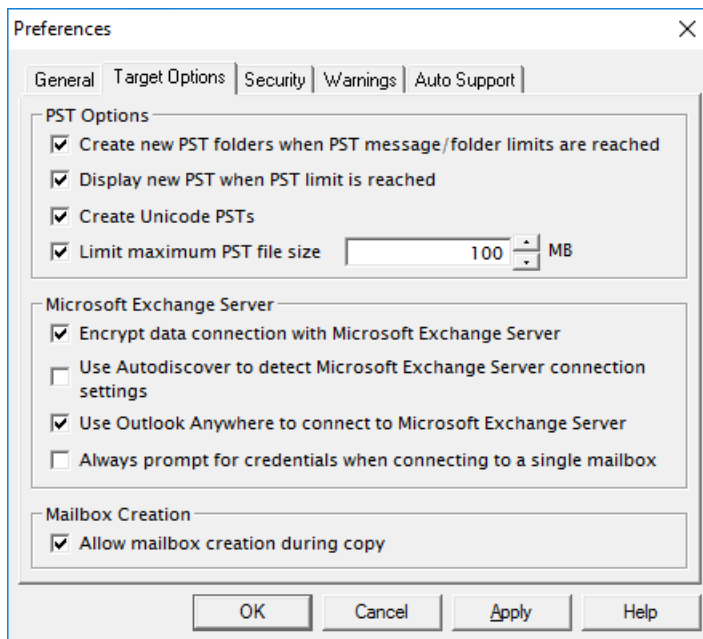 Preferences
General Target Options Security Warnings Auto Support
PST Options
Create new PST folders when PST message/folder limits are reached
Display new PST when PST limit is reached
Create Unicode PSTs
Limit maximum PST file size 100 MB
Microsoft Exchange Server
Encrypt data connection with Microsoft Exchange Server
Use Autodiscover to detect Microsoft Exchange Server connection
settings
Use Outlook Anywhere to connect to Microsoft Exchange Server
Always prompt for credentials when connecting to a single mailbox
Mailbox Creation
Allow mailbox creation during copy
OK Cancel Apply Help